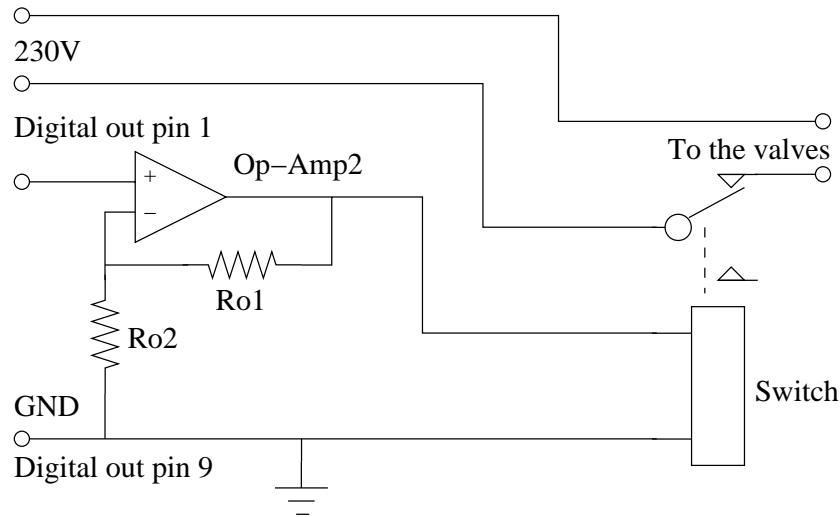 230V
Digital out pin 1
Op−Amp2
To the valves
+
−
Ro1
Ro2
GND
Switch
Digital out pin 9